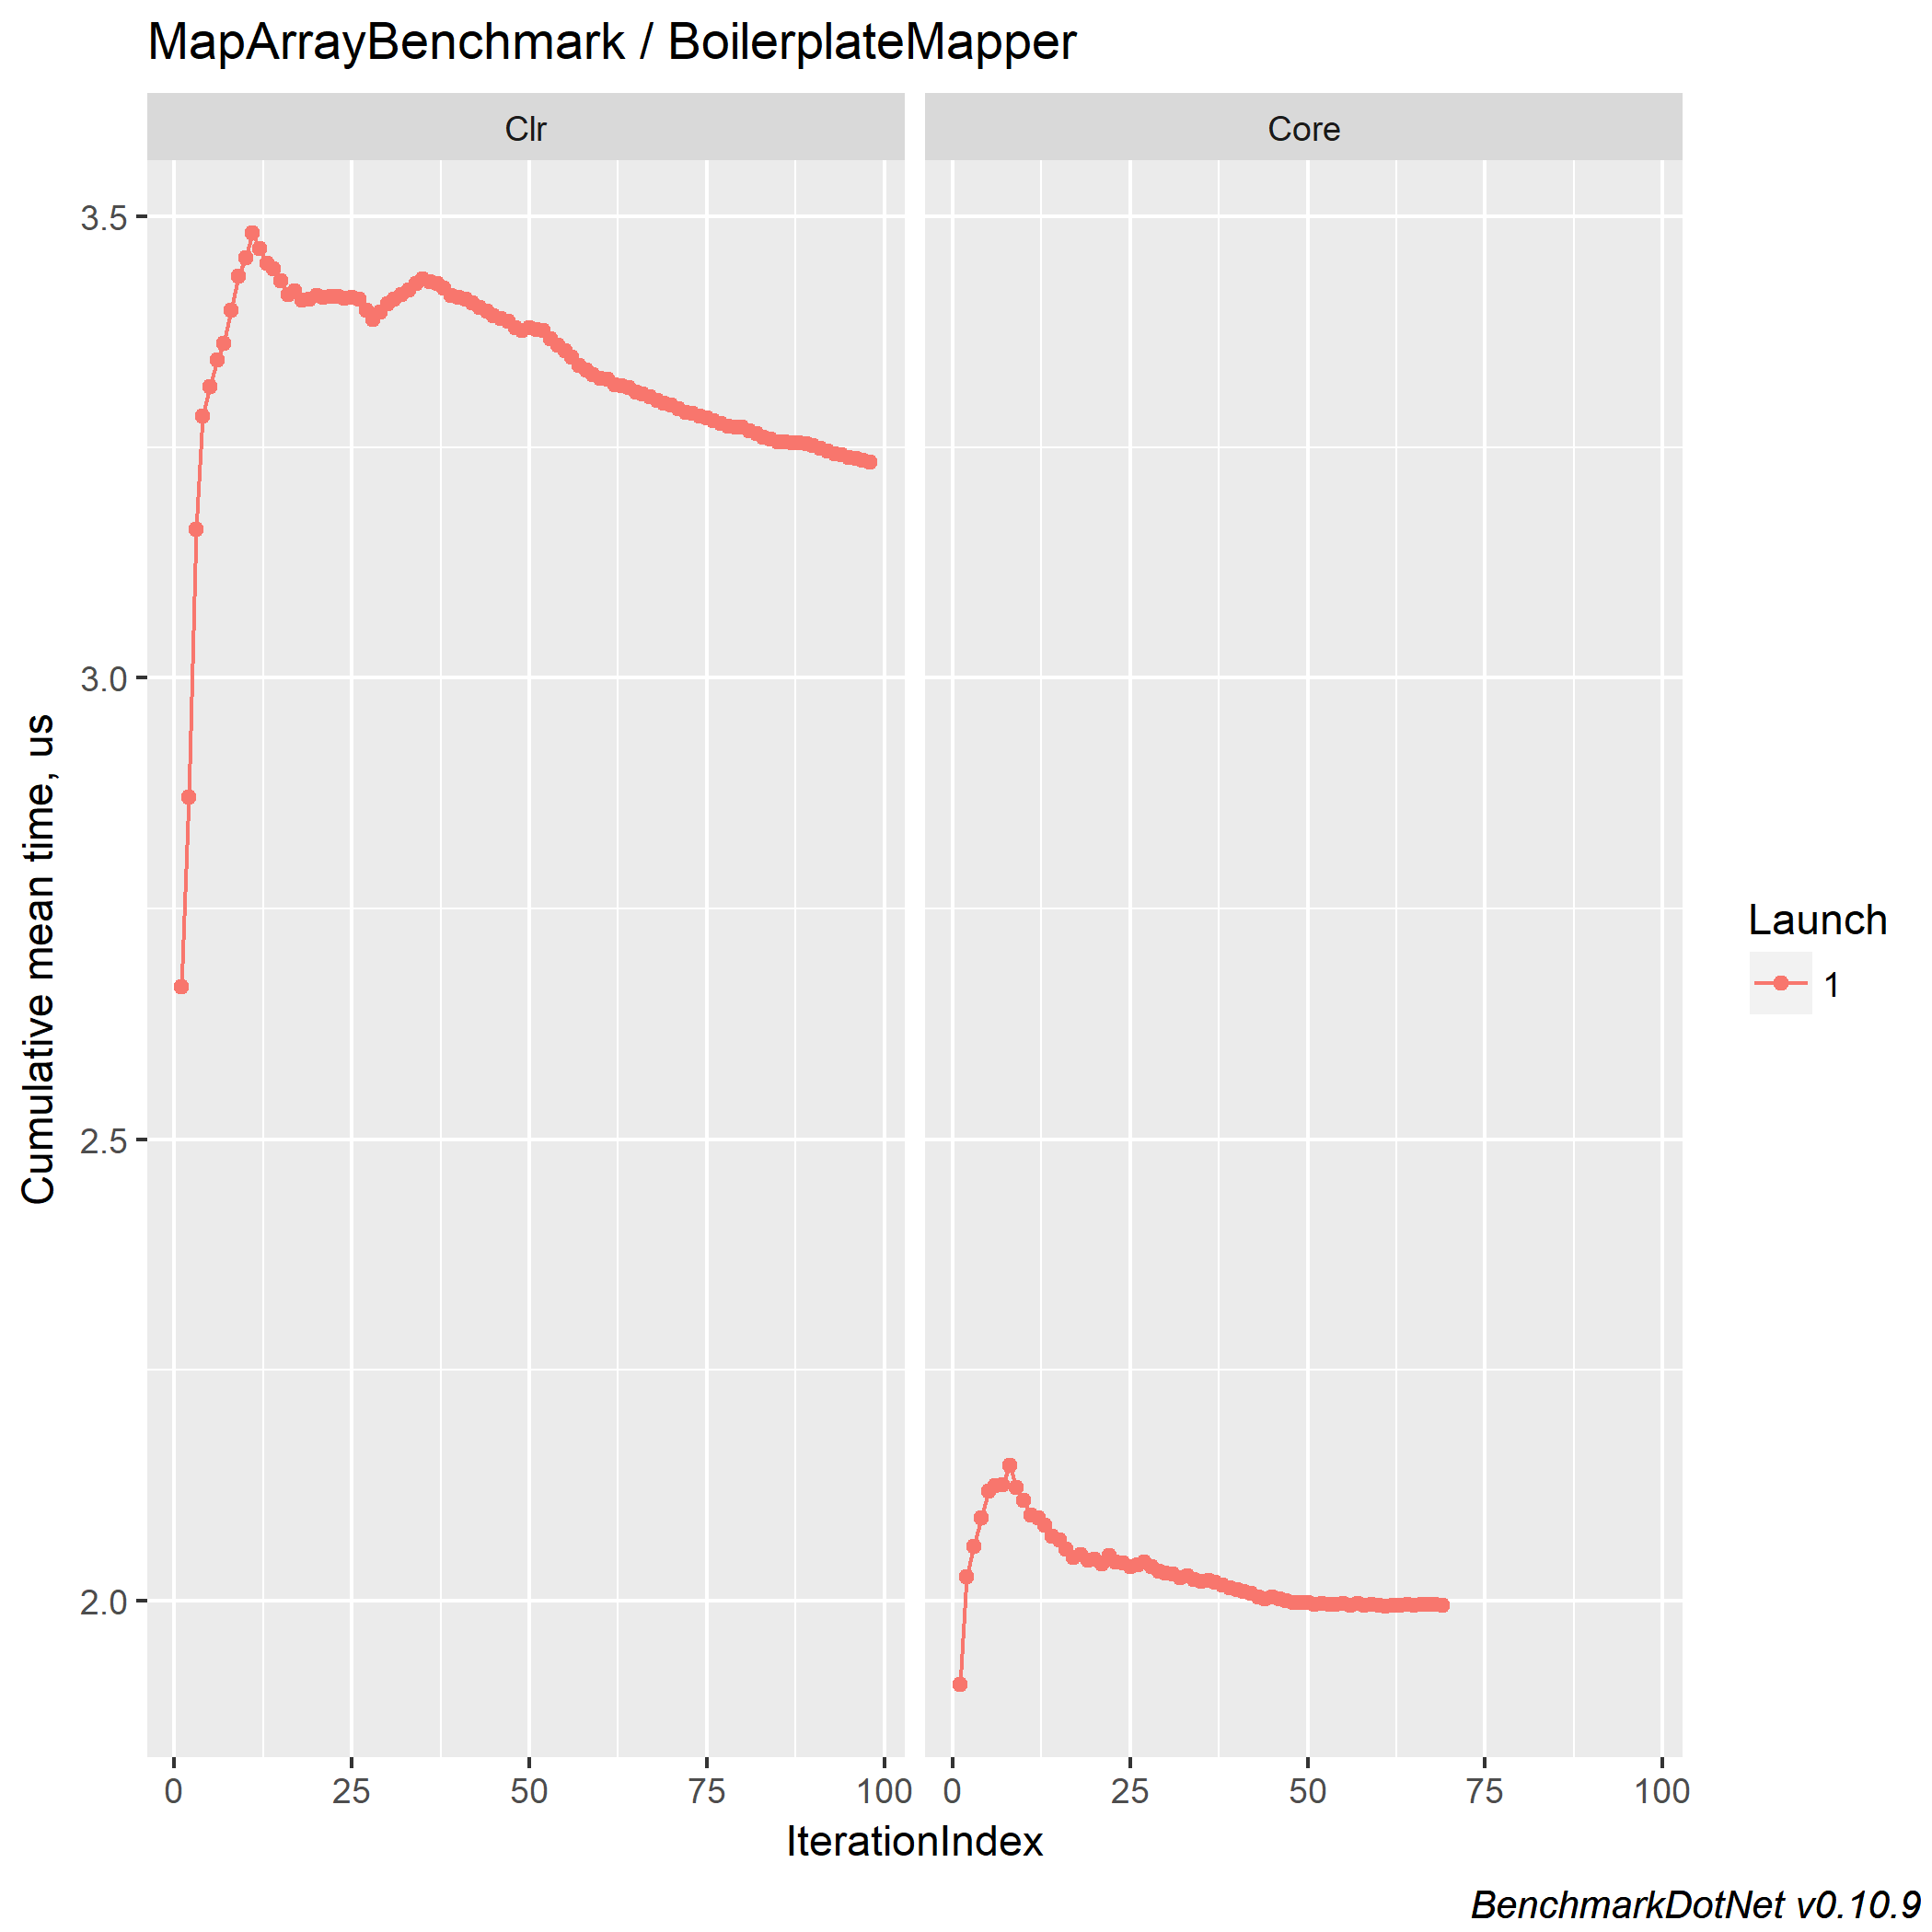 MapArrayBenchmark / BoilerplateMapper
Clr
Core
3.5
3.0
2.5
2.0
Cumulative mean time, us
0 25 50 75 100
0 25 50 75 100
IterationIndex
Launch
1
BenchmarkDotNet v0.10.9